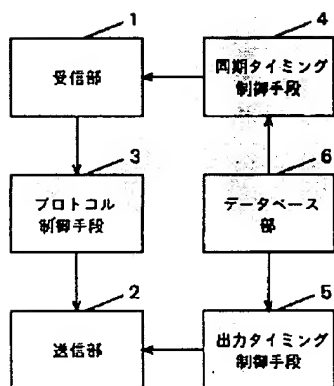 1
受信部
4
同期タイミング
制御手段
3
プロトコル
制御手段
6
データベース
部
2
送信部
5
出力タイミング
制御手段